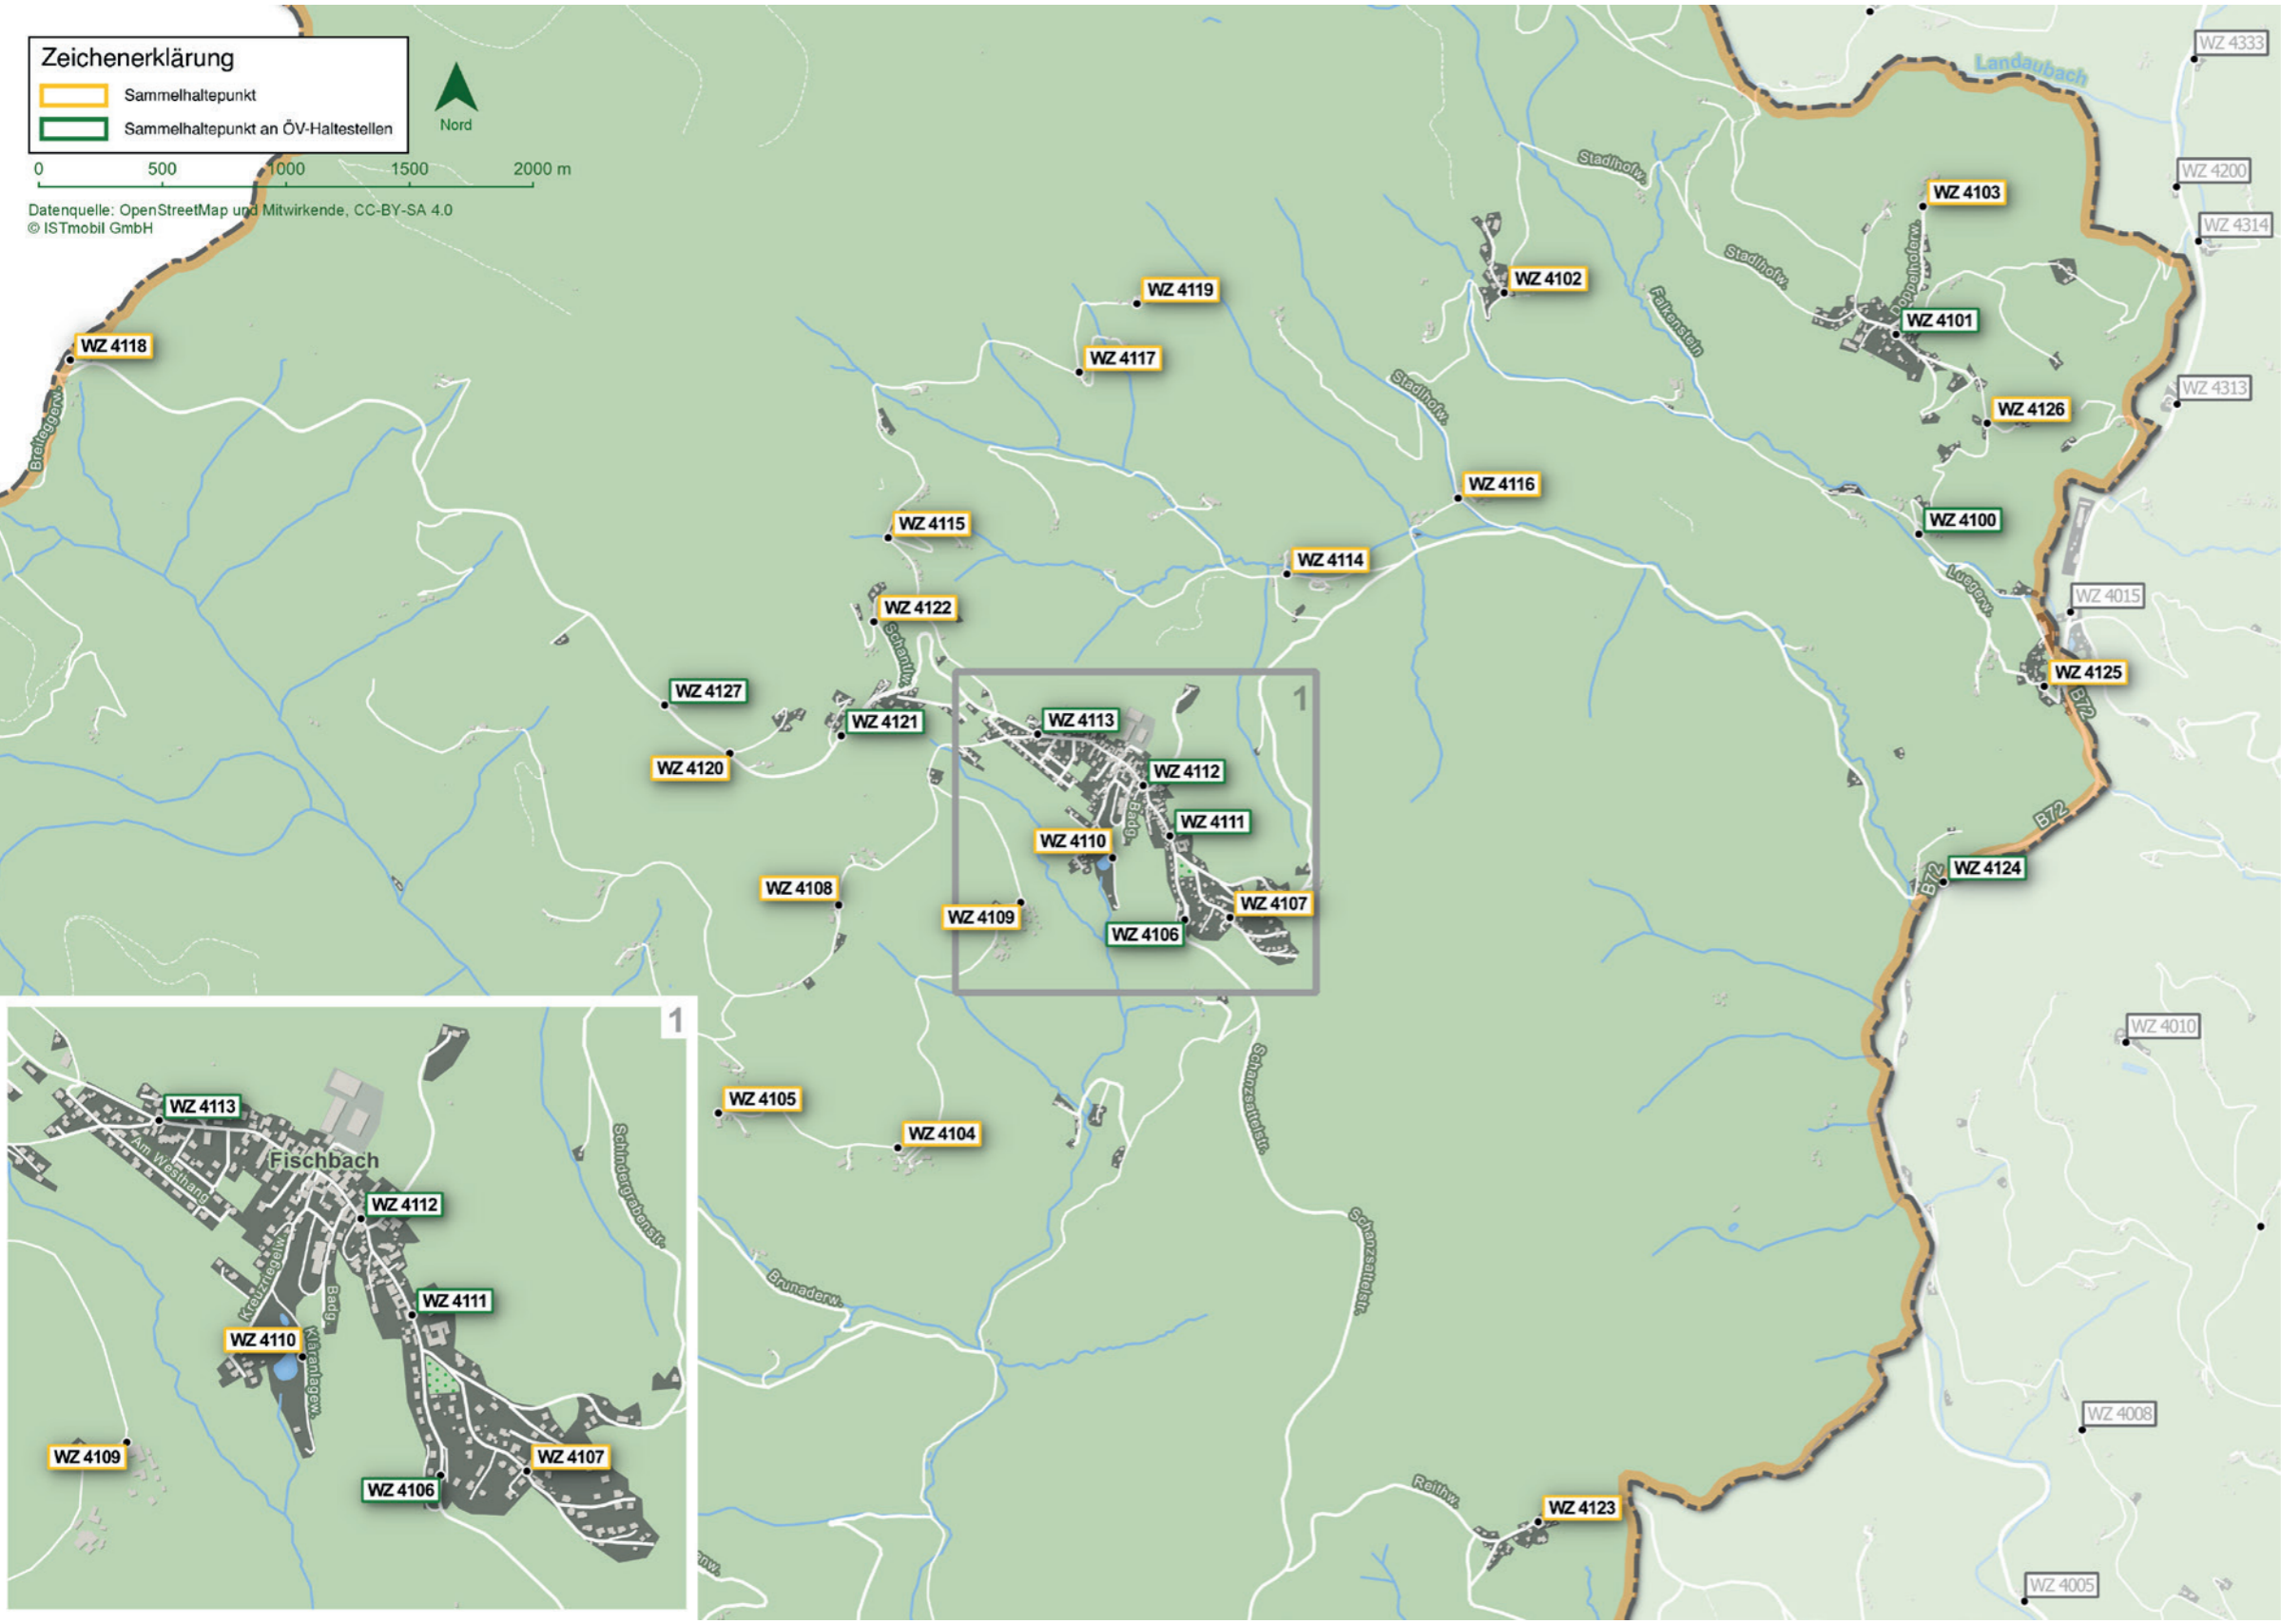 Zeichenerklärung
Sammelhaltepunkt
Sammelhaltepunkt an ÖV-Haltestellen
Nord
0 500 1000 1500 2000 m
Datenquelle: OpenStreetMap und Mitwirkende, CC-BY-SA 4.0
© ISTmobil GmbH
Landaubach
WZ 4333
WZ 4200
WZ 4314
WZ 4313
WZ 4015
WZ 4010
WZ 4008
WZ 4005
Stadlhofw.
WZ 4103
Stadlhofw.
Doppelhoferw.
WZ 4102
WZ 4119
WZ 4101
Falkenstein
WZ 4118
WZ 4117
Stadlhofw.
WZ 4126
Breiteggerw.
WZ 4116
WZ 4115
WZ 4100
WZ 4114
Luegerw.
WZ 4122
Schantlw.
WZ 4125
B72
WZ 4127
1
WZ 4121
WZ 4113
WZ 4120
WZ 4112
Badg.
WZ 4111
B72
WZ 4110
B72
WZ 4124
WZ 4108
WZ 4109
WZ 4107
WZ 4106
Schanzsattelstr.
WZ 4105
WZ 4104
Schanzsattelstr.
Brunaderw.
Reithw.
WZ 4123
1
WZ 4113
Am Westhang
Fischbach
Schindergrabenstr.
WZ 4112
Kreuzriegelw.
Badg.
WZ 4111
WZ 4110
Kläranlagew.
WZ 4109
WZ 4107
WZ 4106